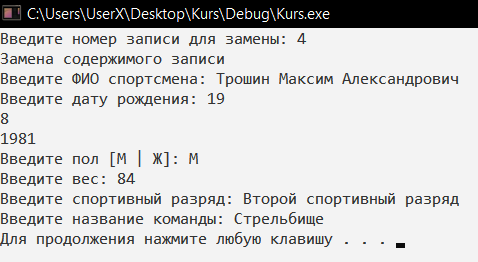 C:\Users\UserX\Desktop\Kurs\Debug\Kurs.exe
Введите номер записи для замены: 4
Замена содержимого записи
Введите ФИО спортсмена: Трошин Максим Александрович
Введите дату рождения: 19
8
1981
Введите пол [М | Ж]: М
Введите вес: 84
Введите спортивный разряд: Второй спортивный разряд
Введите название команды: Стрельбище
Для продолжения нажмите любую клавишу . . .